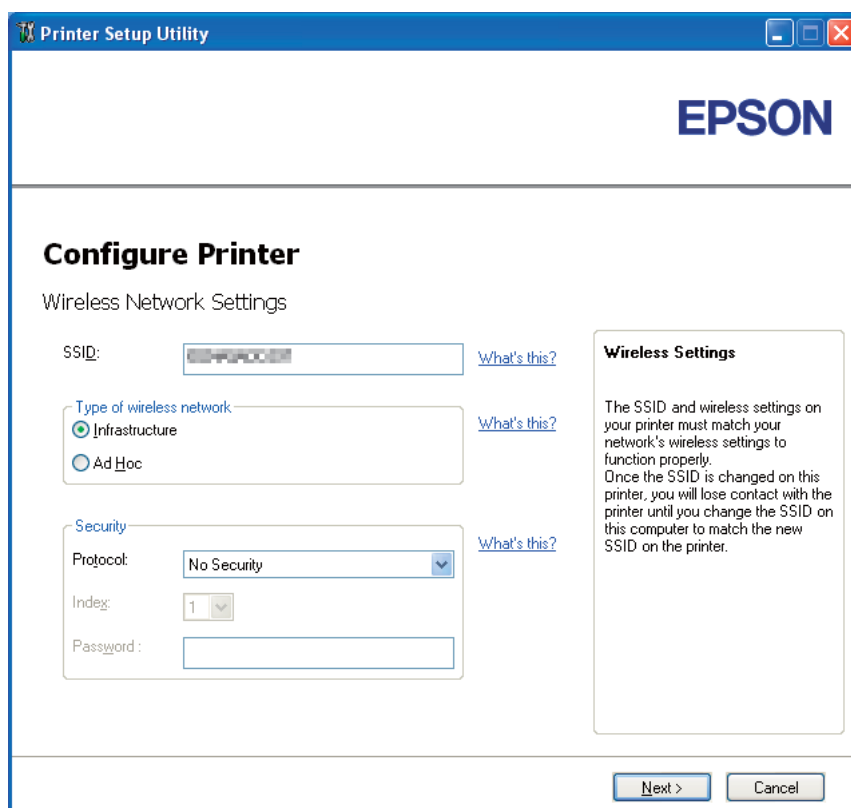 Printer Setup Utility
EPSON
Configure Printer
Wireless Network Settings
SSID:
What's this?
Type of wireless network
Infrastructure
Ad Hoc
What's this?
Security
Protocol:
No Security
What's this?
Index:
1
Password :
Wireless Settings
The SSID and wireless settings on
your printer must match your
network's wireless settings to
function properly.
Once the SSID is changed on this
printer, you will lose contact with the
printer until you change the SSID on
this computer to match the new
SSID on the printer.
Next >
Cancel